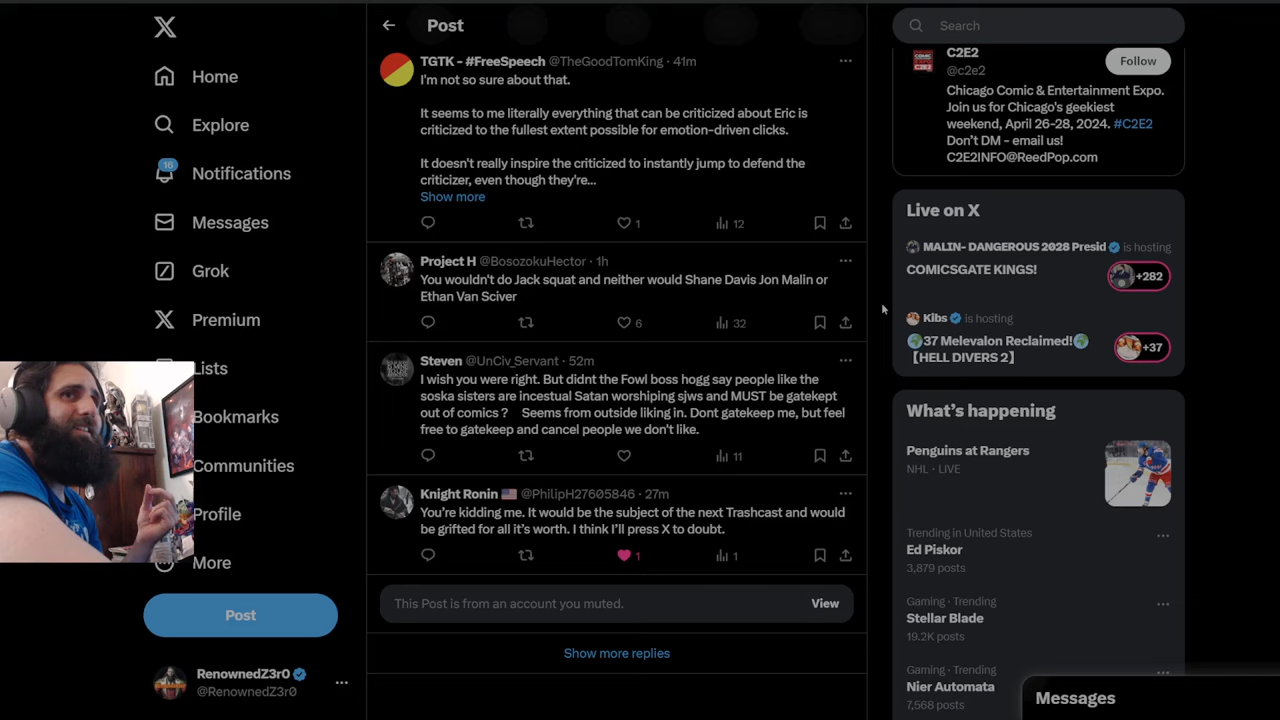 Home
Explore
16
Notifications
Messages
Grok
Premium
Lists
Bookmarks
Communities
Profile
More
Post
RenownedZ3r0
@RenownedZ3r0
Post
TGTK - #FreeSpeech @TheGoodTomKing · 41m
I'm not so sure about that.
It seems to me literally everything that can be criticized about Eric is
criticized to the fullest extent possible for emotion-driven clicks.
It doesn't really inspire the criticized to instantly jump to defend the
criticizer, even though they're...
Show more
1
12
Project H @BosozokuHector · 1h
You wouldn't do Jack squat and neither would Shane Davis Jon Malin or
Ethan Van Sciver
6
32
Steven @UnCiv_Servant · 52m
I wish you were right. But didnt the Fowl boss hogg say people like the
soska sisters are incestual Satan worshiping sjws and MUST be gatekept
out of comics ? Seems from outside liking in. Dont gatekeep me, but feel
free to gatekeep and cancel people we don't like.
11
Knight Ronin 🇺🇸 @PhilipH27605846 · 27m
You're kidding me. It would be the subject of the next Trashcast and would
be grifted for all it's worth. I think I'll press X to doubt.
1
1
This Post is from an account you muted.
View
Show more replies
Search
C2E2
@c2e2
Follow
Chicago Comic & Entertainment Expo.
Join us for Chicago's geekiest
weekend, April 26-28, 2024. #C2E2
Don't DM - email us!
C2E2INFO@ReedPop.com
Live on X
MALIN- DANGEROUS 2028 Presid is hosting
COMICSGATE KINGS!
+282
Kibs is hosting
🌎37 Melevalon Reclaimed!🌎
【HELL DIVERS 2】
+37
What's happening
Penguins at Rangers
NHL · LIVE
Trending in United States
Ed Piskor
3,879 posts
Gaming · Trending
Stellar Blade
19.2K posts
Gaming · Trending
Nier Automata
7,568 posts
Messages